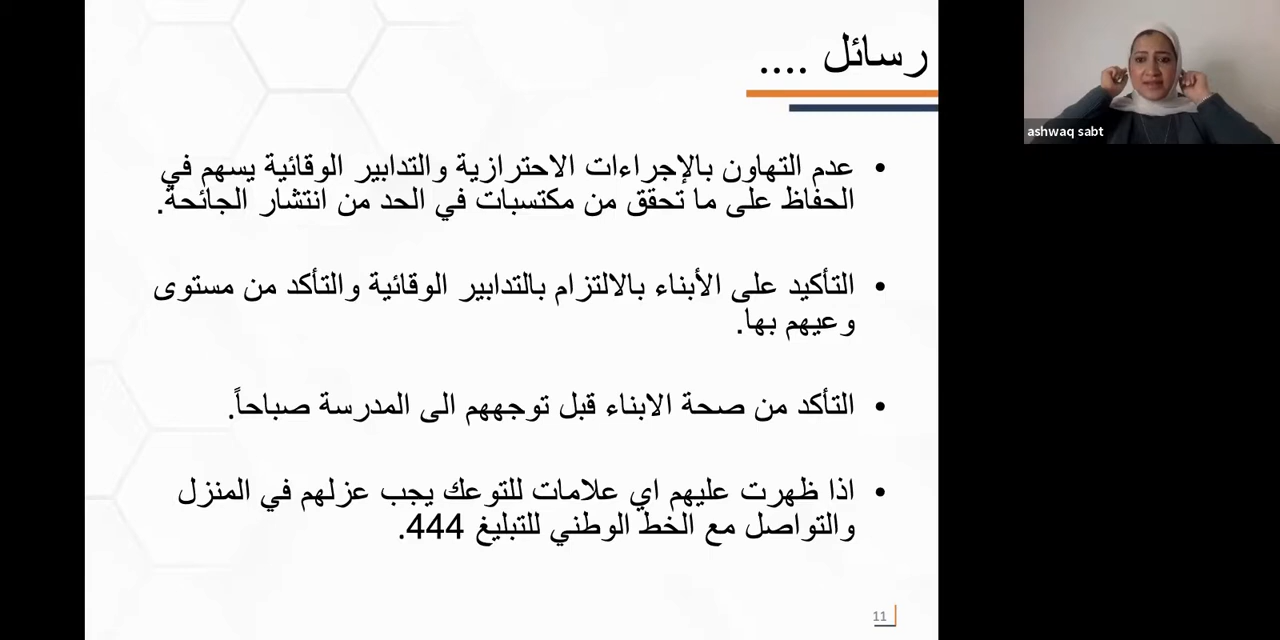 رسائل ....
عدم التهاون بالإجراءات الاحترازية والتدابير الوقائية يسهم في
الحفاظ على ما تحقق من مكتسبات في الحد من انتشار الجائحة.
التأكيد على الأبناء بالالتزام بالتدابير الوقائية والتأكد من مستوى
وعيهم بها.
التأكد من صحة الابناء قبل توجههم الى المدرسة صباحاً.
اذا ظهرت عليهم اي علامات للتوعك يجب عزلهم في المنزل
والتواصل مع الخط الوطني للتبليغ 444.
11
ashwaq sabt